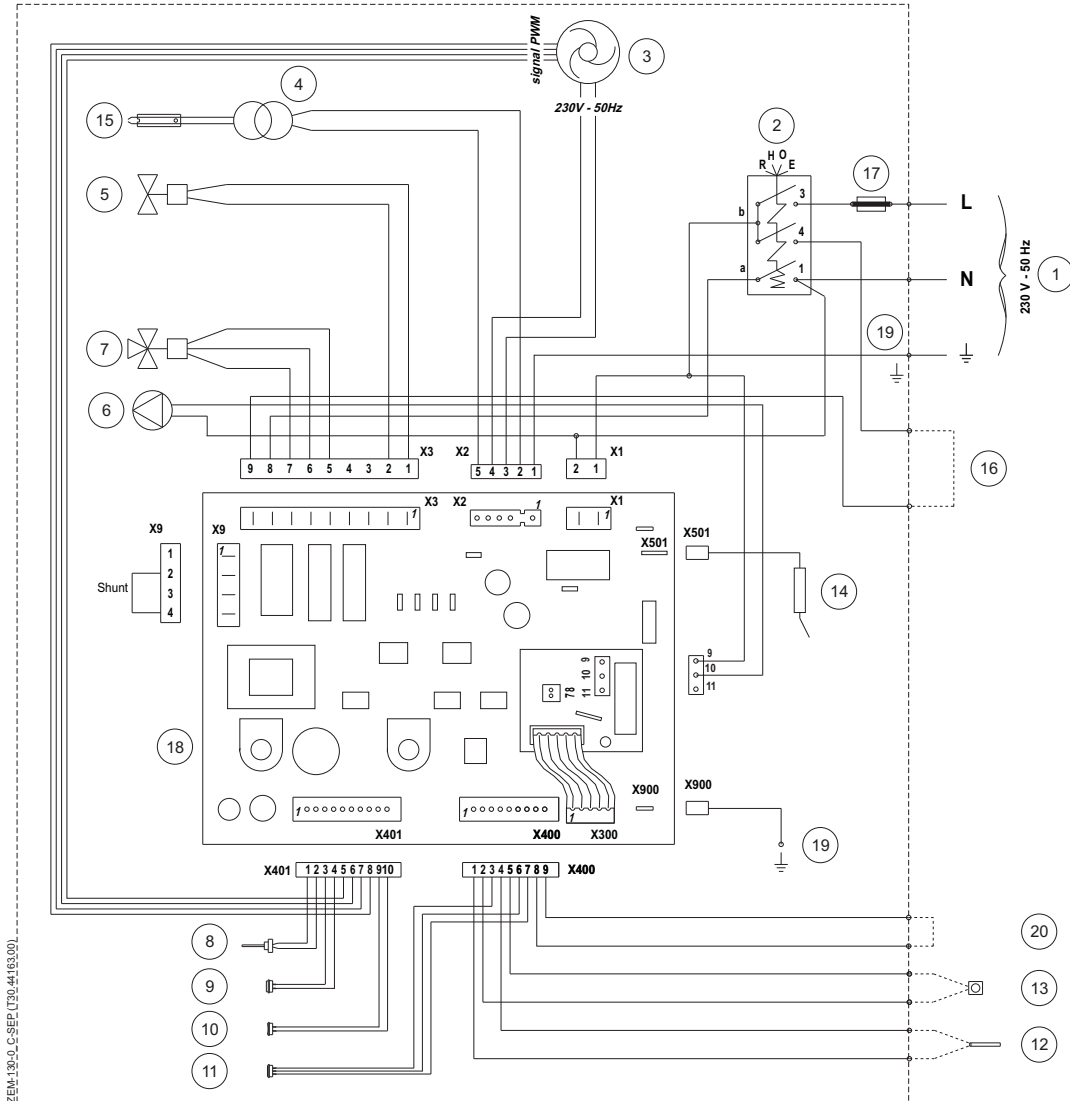 signal PWM
3
4
230V - 50Hz
15
2
H O
R E
17
5
3
L
b
4
a
1
N
230 V - 50 Hz
1
19
7
6
X3
X2
X1
9 8 7 6 5 4 3 2 1
5 4 3 2 1
2 1
16
X3
X2
1
X1
1
1
X9
X9
1
1
2
3
4
Shunt
X501
X501
14
9
10
11
9
10
11
78
18
X900
X900
1
1
1
X401
X400
X300
19
X401
1 2 3 4 5 6 7 8 9 10
1 2 3 4 5 6 7 8 9
X400
8
20
9
13
10
12
11
ZEM-130-0_C-SEP (T30.44163.00)